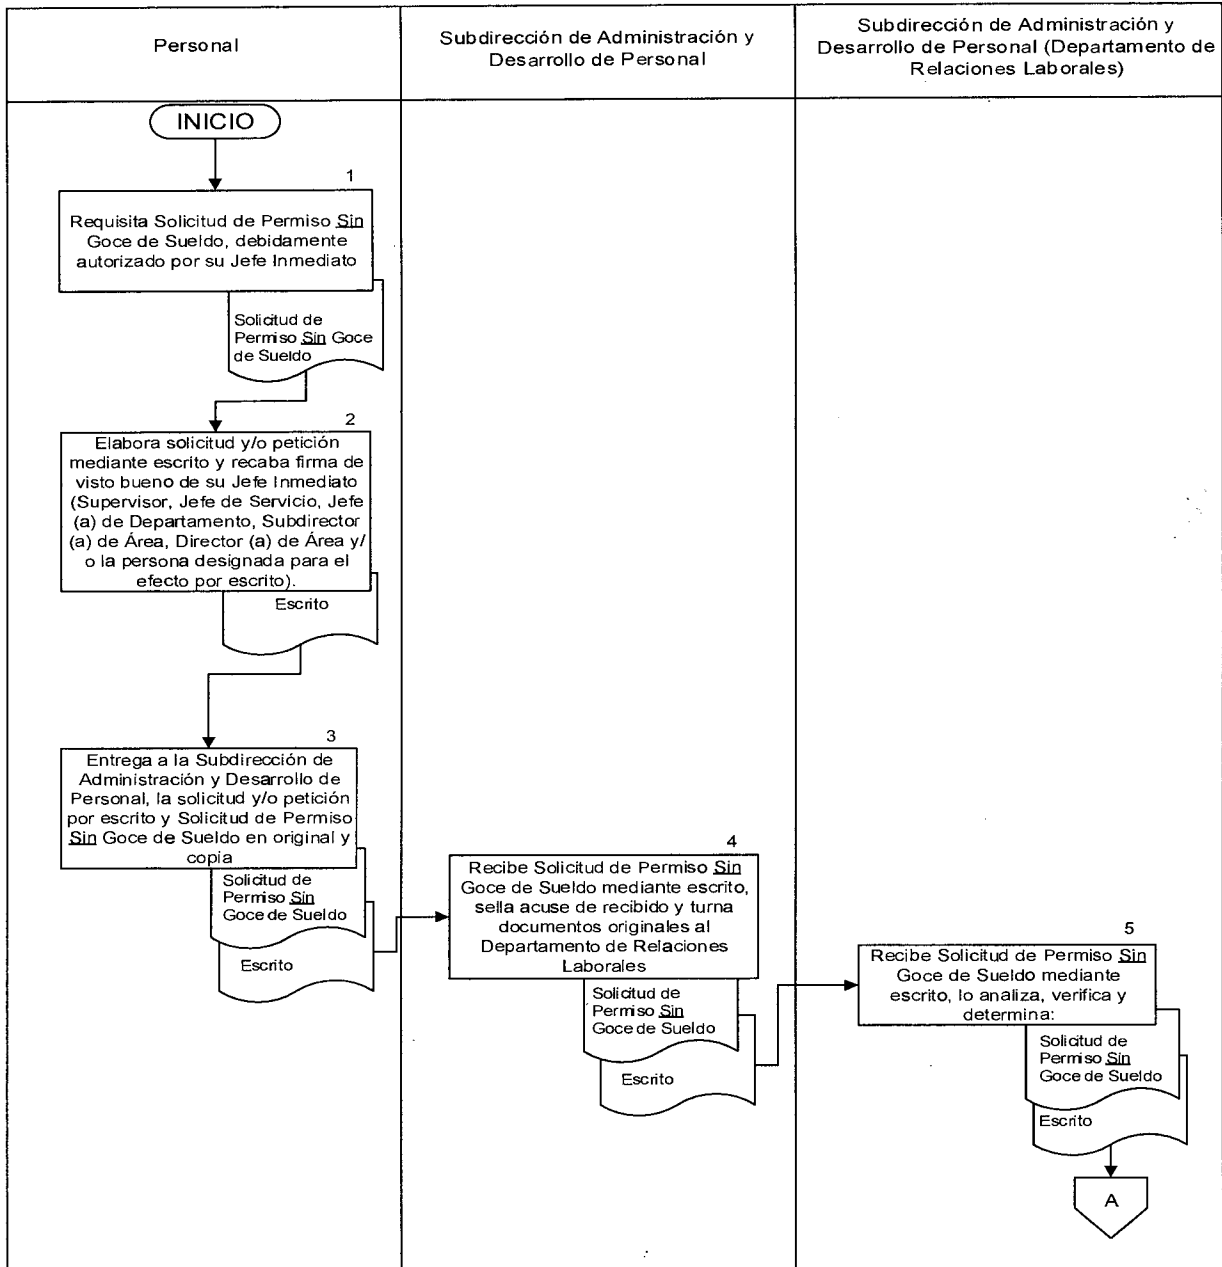 Personal
Subdirección de Administración y
Desarrollo de Personal
Subdirección de Administración y
Desarrollo de Personal (Departamento de
Relaciones Laborales)
INICIO
1
Requisita Solicitud de Permiso Sin
Goce de Sueldo, debidamente
autorizado por su Jefe Inmediato
Solicitud de
Permiso Sin Goce
de Sueldo
2
Elabora solicitud y/o petición
mediante escrito y recaba firma de
visto bueno de su Jefe Inmediato
(Supervisor, Jefe de Servicio, Jefe
(a) de Departamento, Subdirector
(a) de Área, Director (a) de Área y/
o la persona designada para el
efecto por escrito).
Escrito
3
Entrega a la Subdirección de
Administración y Desarrollo de
Personal, la solicitud y/o petición
por escrito y Solicitud de Permiso
Sin Goce de Sueldo en original y
copia
Solicitud de
Permiso Sin
Goce de Sueldo
Escrito
4
Recibe Solicitud de Permiso Sin
Goce de Sueldo mediante escrito,
sella acuse de recibido y turna
documentos originales al
Departamento de Relaciones
Laborales
Solicitud de
Permiso Sin
Goce de Sueldo
Escrito
5
Recibe Solicitud de Permiso Sin
Goce de Sueldo mediante
escrito, lo analiza, verifica y
determina:
Solicitud de
Permiso Sin
Goce de Sueldo
Escrito
A